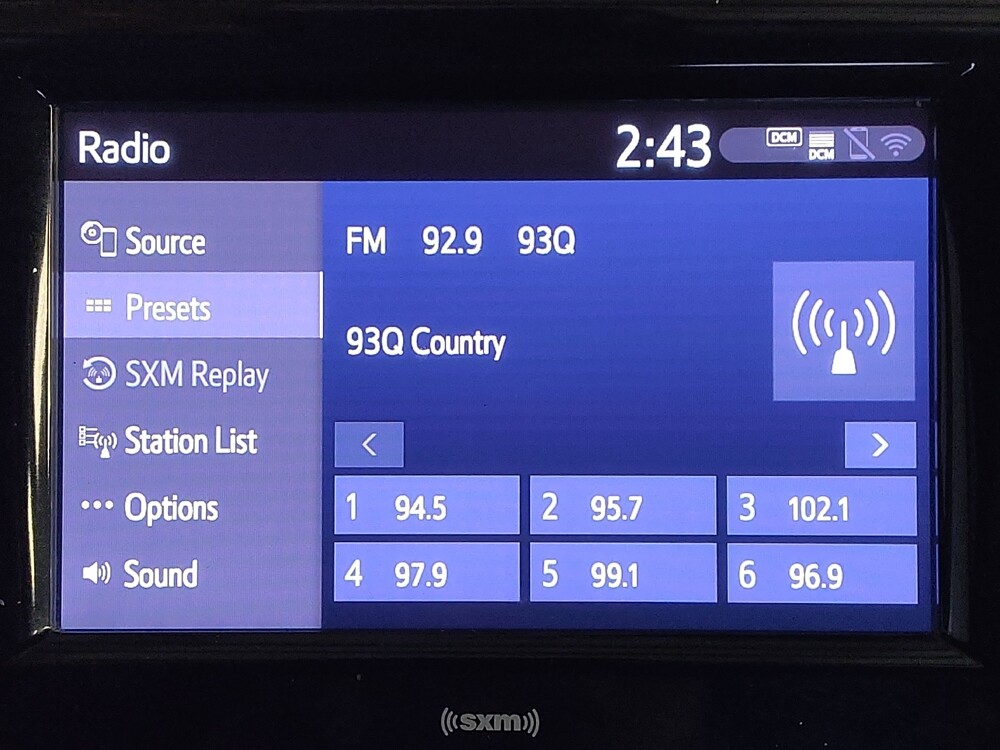 Radio 2:43 DCM DCM
Source
Presets
SXM Replay
Station List
Options
Sound
FM 92.9 93Q
93Q Country
1 94.5 2 95.7 3 102.1
4 97.9 5 99.1 6 96.9
sxm